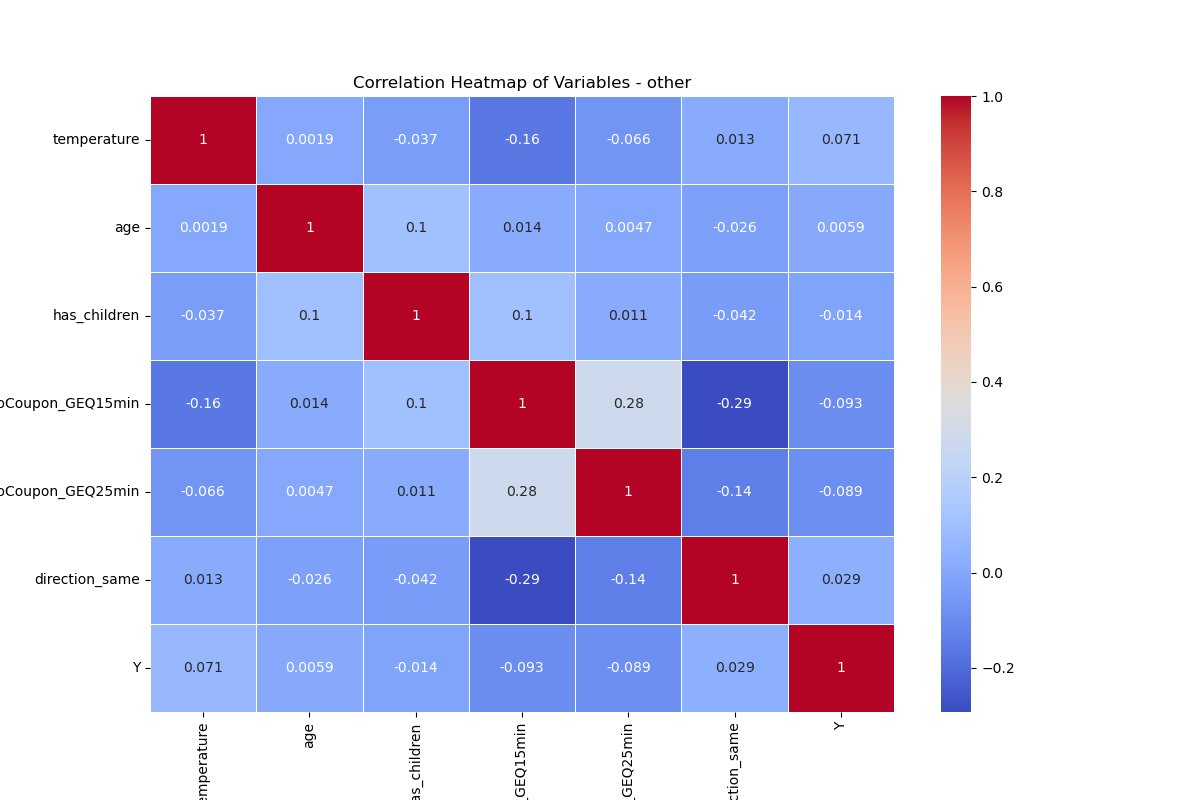 Correlation Heatmap of Variables - other
temperature 1 0.0019 -0.037 -0.16 -0.066 0.013 0.071
age 0.0019 1 0.1 0.014 0.0047 -0.026 0.0059
has_children -0.037 0.1 1 0.1 0.011 -0.042 -0.014
oCoupon_GEQ15min -0.16 0.014 0.1 1 0.28 -0.29 -0.093
oCoupon_GEQ25min -0.066 0.0047 0.011 0.28 1 -0.14 -0.089
direction_same 0.013 -0.026 -0.042 -0.29 -0.14 1 0.029
Y 0.071 0.0059 -0.014 -0.093 -0.089 0.029 1
emperature
age
as_children
_GEQ15min
_GEQ25min
ction_same
Y
1.0
0.8
0.6
0.4
0.2
0.0
−0.2